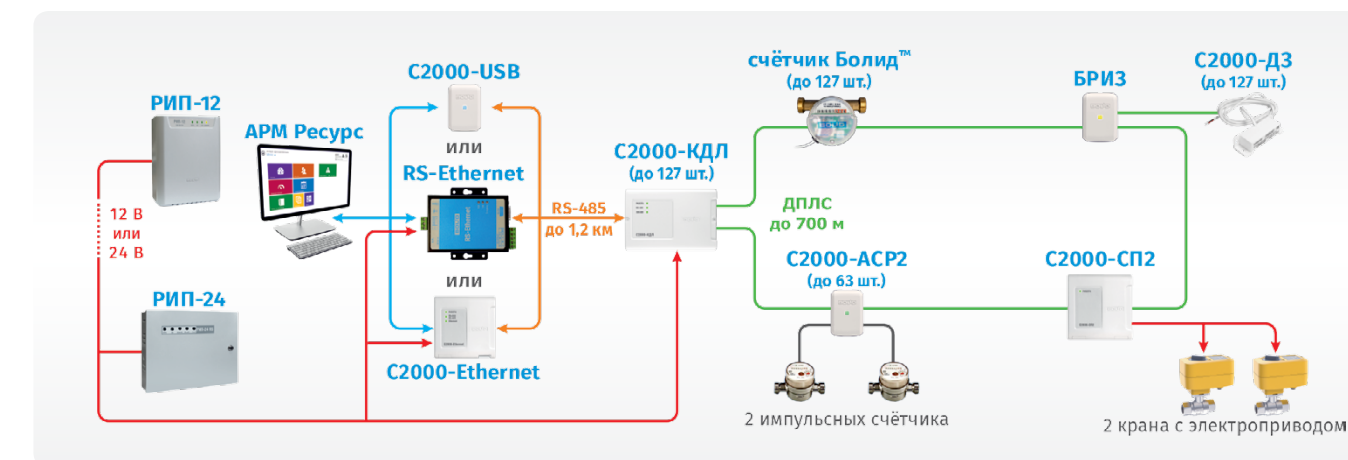 РИП-12
12 В
или
24 В
РИП-24
АРМ Ресурс
С2000-USB
или
RS-Ethernet
RS-Ethernet
или
С2000-Ethernet
RS-485
до 1,2 км
С2000-КДЛ
(до 127 шт.)
счётчик Болид™
(до 127 шт.)
ДПЛС
до 700 м
С2000-АСР2
(до 63 шт.)
2 импульсных счётчика
БРИЗ
С2000-ДЗ
(до 127 шт.)
С2000-СП2
2 крана с электроприводом